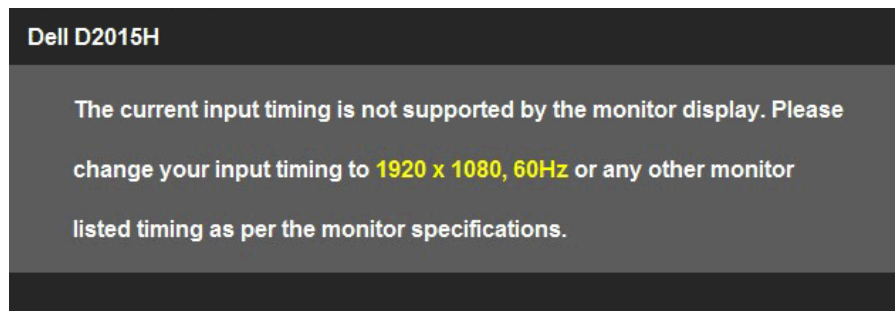 Dell D2015H
The current input timing is not supported by the monitor display. Please
change your input timing to 1920 x 1080, 60Hz or any other monitor
listed timing as per the monitor specifications.